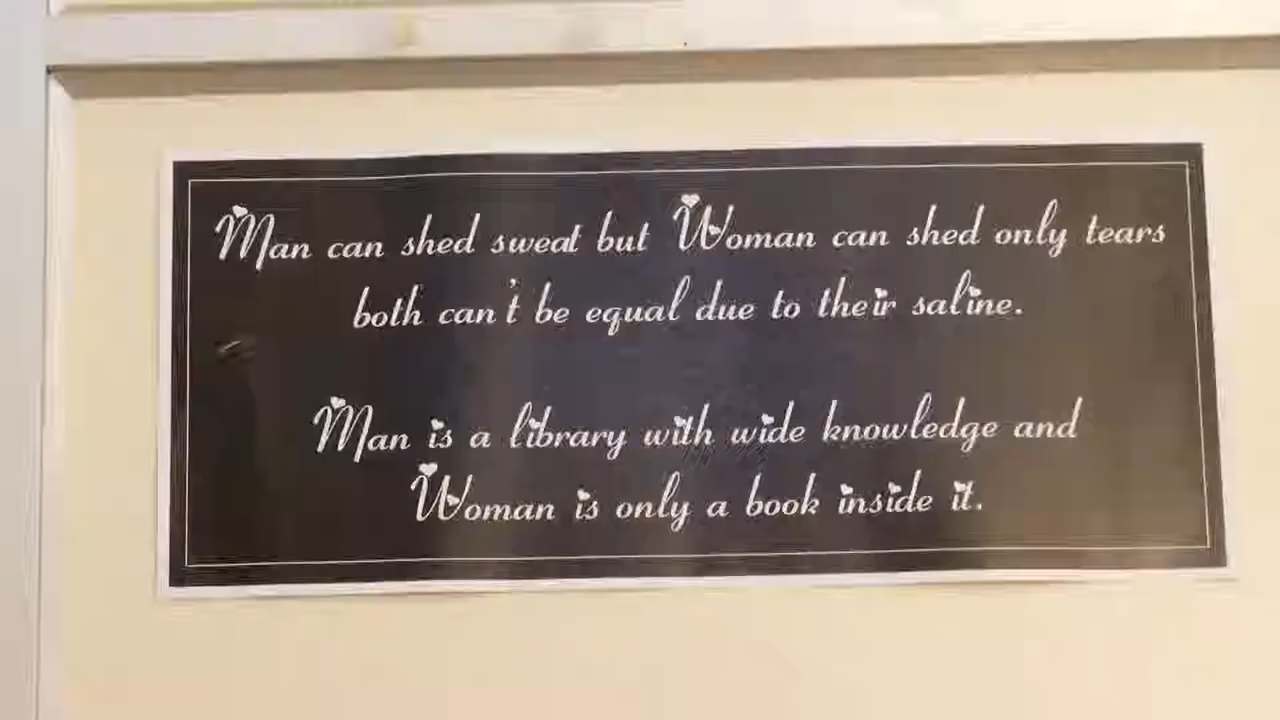 Man can shed sweat but Woman can shed only tears
both can't be equal due to their saline.
Man is a library with wide knowledge and
Woman is only a book inside it.